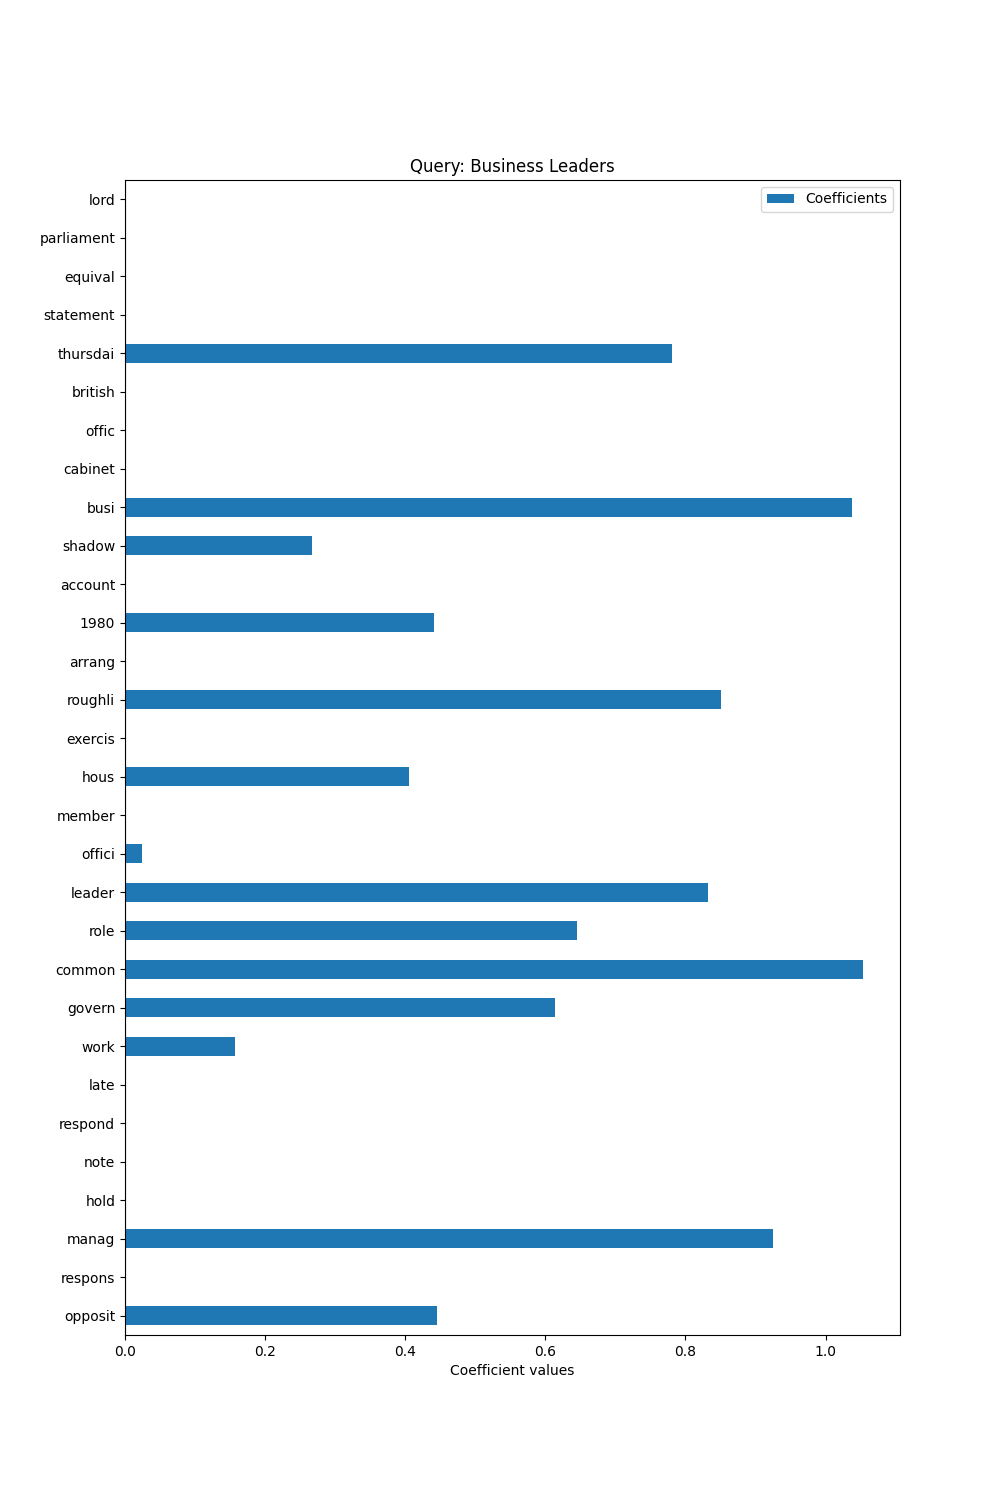 Query: Business Leaders
Coefficients
lord
parliament
equival
statement
thursdai
british
offic
cabinet
busi
shadow
account
1980
arrang
roughli
exercis
hous
member
offici
leader
role
common
govern
work
late
respond
note
hold
manag
respons
opposit
0.0 0.2 0.4 0.6 0.8 1.0
Coefficient values